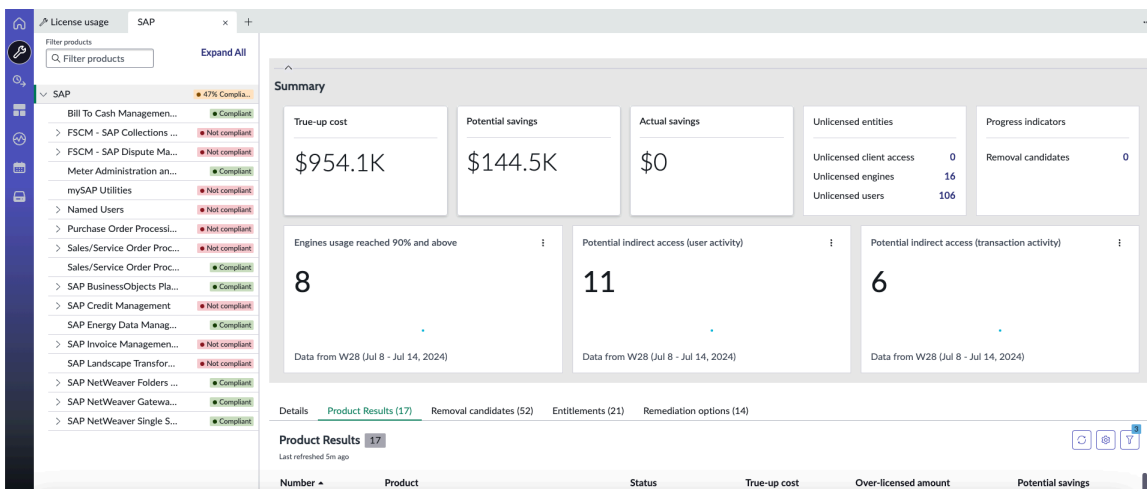 License usage SAP × +
Filter products
Filter products Expand All
SAP 47% Complia...
Bill To Cash Managemen... Compliant
FSCM - SAP Collections ... Not compliant
FSCM - SAP Dispute Ma... Not compliant
Meter Administration an... Compliant
mySAP Utilities Not compliant
Named Users Not compliant
Purchase Order Processi... Not compliant
Sales/Service Order Proc... Not compliant
Sales/Service Order Proc... Compliant
SAP BusinessObjects Pla... Compliant
SAP Credit Management Not compliant
SAP Energy Data Manag... Compliant
SAP Invoice Managemen... Not compliant
SAP Landscape Transfor... Not compliant
SAP NetWeaver Folders ... Compliant
SAP NetWeaver Gatewa... Compliant
SAP NetWeaver Single S... Compliant
Summary
True-up cost
$954.1K
Potential savings
$144.5K
Actual savings
$0
Unlicensed entities
Unlicensed client access 0
Unlicensed engines 16
Unlicensed users 106
Progress indicators
Removal candidates 0
Engines usage reached 90% and above
8
Data from W28 (Jul 8 - Jul 14, 2024)
Potential indirect access (user activity)
11
Data from W28 (Jul 8 - Jul 14, 2024)
Potential indirect access (transaction activity)
6
Data from W28 (Jul 8 - Jul 14, 2024)
Details Product Results (17) Removal candidates (52) Entitlements (21) Remediation options (14)
Product Results 17
3
Last refreshed 5m ago
Number Product Status True-up cost Over-licensed amount Potential savings